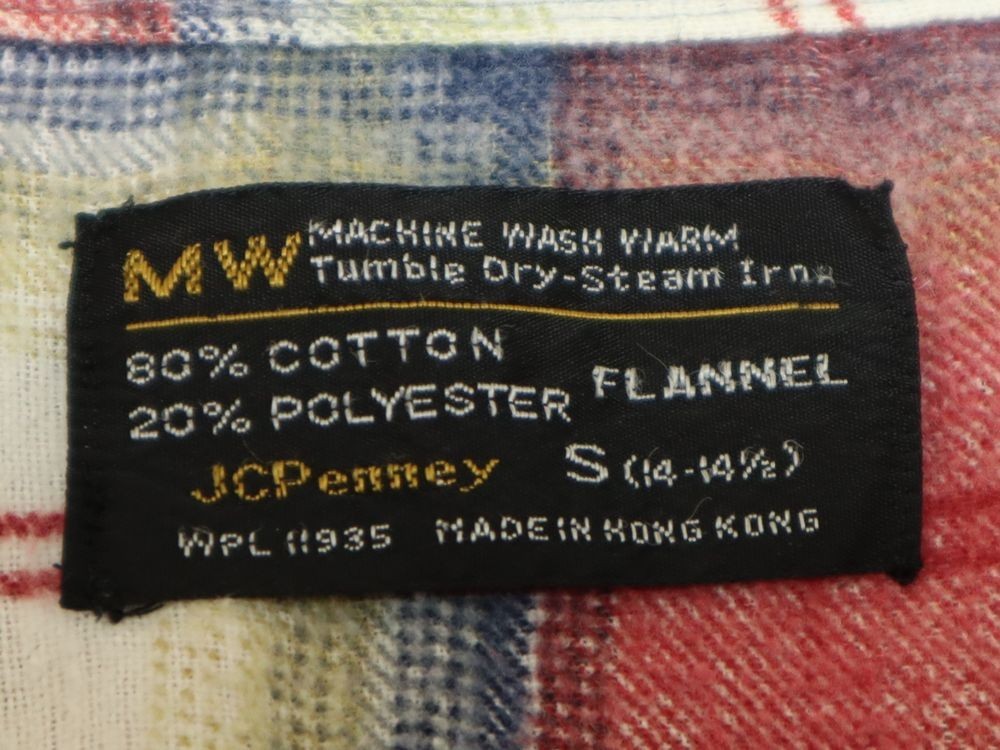 MW MACHINE WASH WARM
Tumble Dry-Steam Iron
80% COTTON
20% POLYESTER
FLANNEL
JCPenney S (14-14½)
WPL 11935 MADE IN HONG KONG